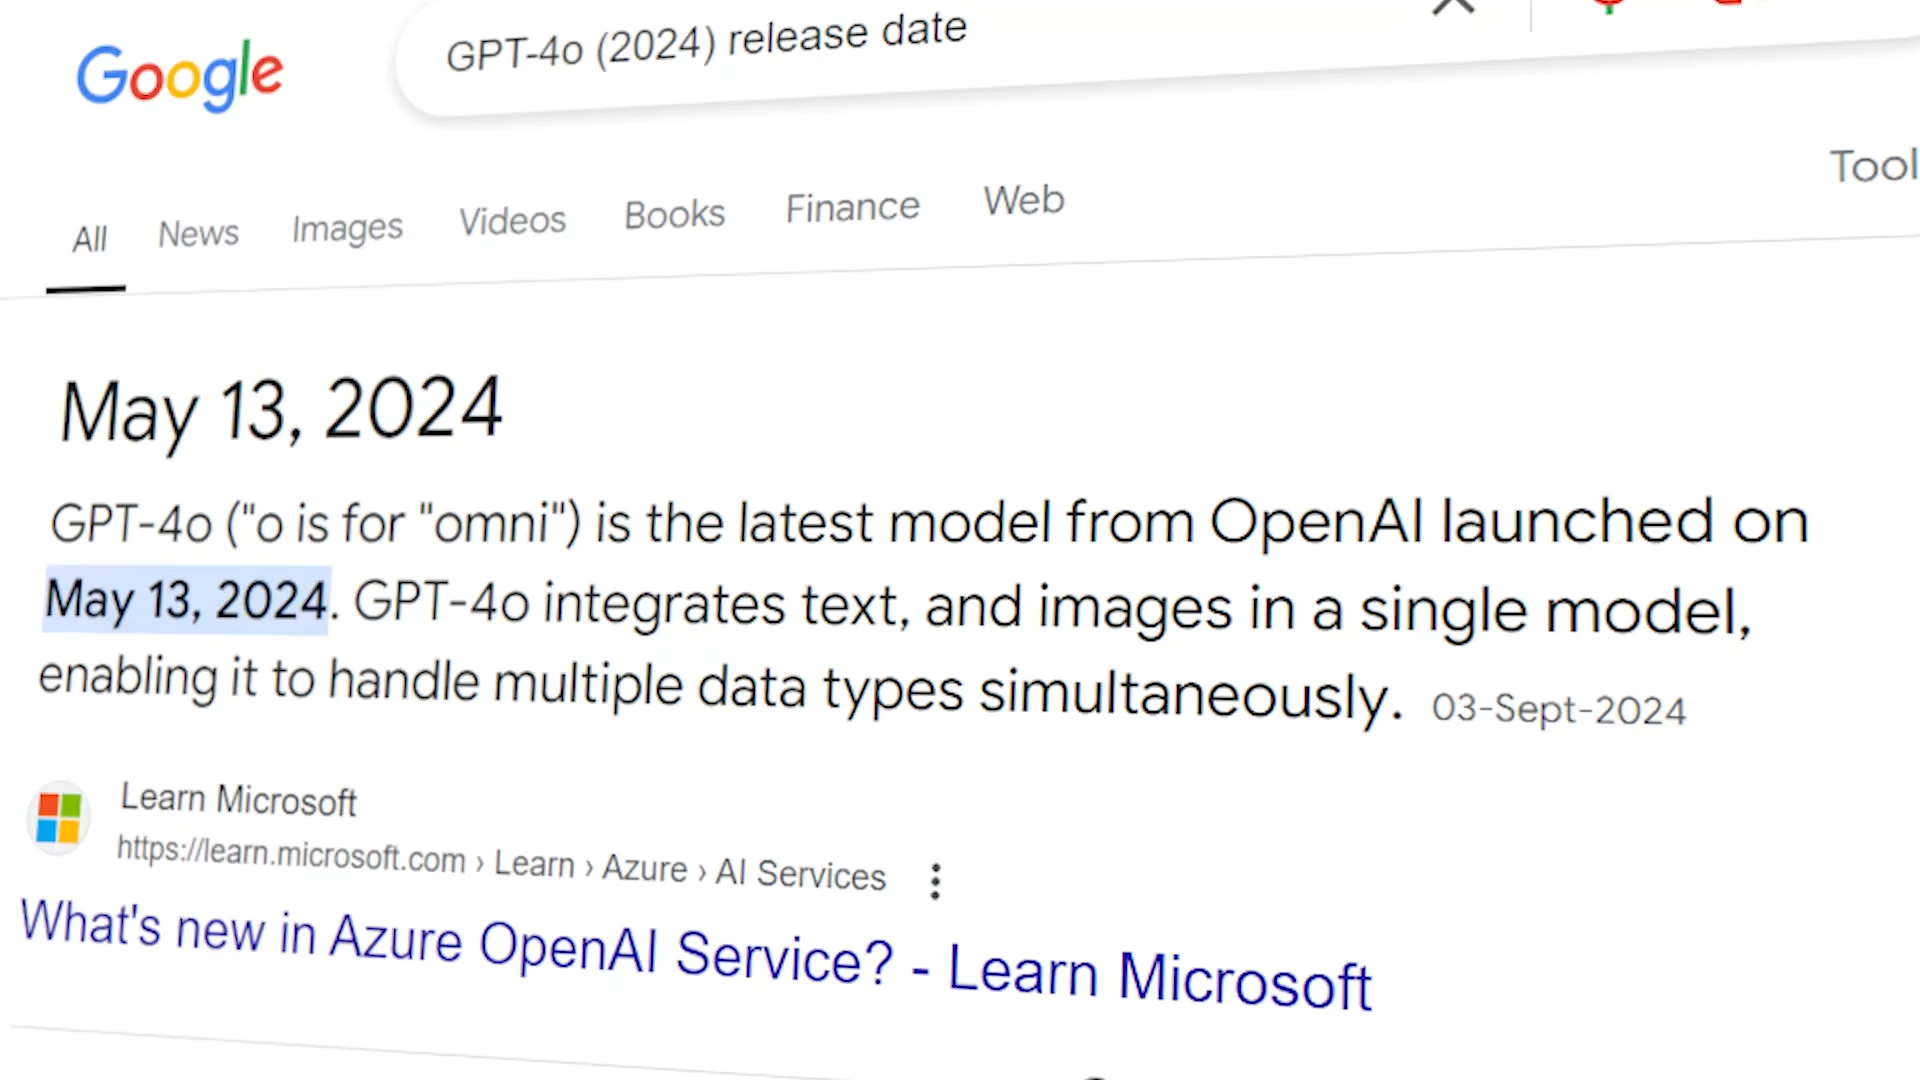 Google
GPT-4o (2024) release date
Tool
All News Images Videos Books Finance Web
May 13, 2024
GPT-4o ("o is for "omni") is the latest model from OpenAI launched on
May 13, 2024. GPT-4o integrates text, and images in a single model,
enabling it to handle multiple data types simultaneously. 03-Sept-2024
Learn Microsoft
https://learn.microsoft.com › Learn › Azure › AI Services
What's new in Azure OpenAI Service? - Learn Microsoft